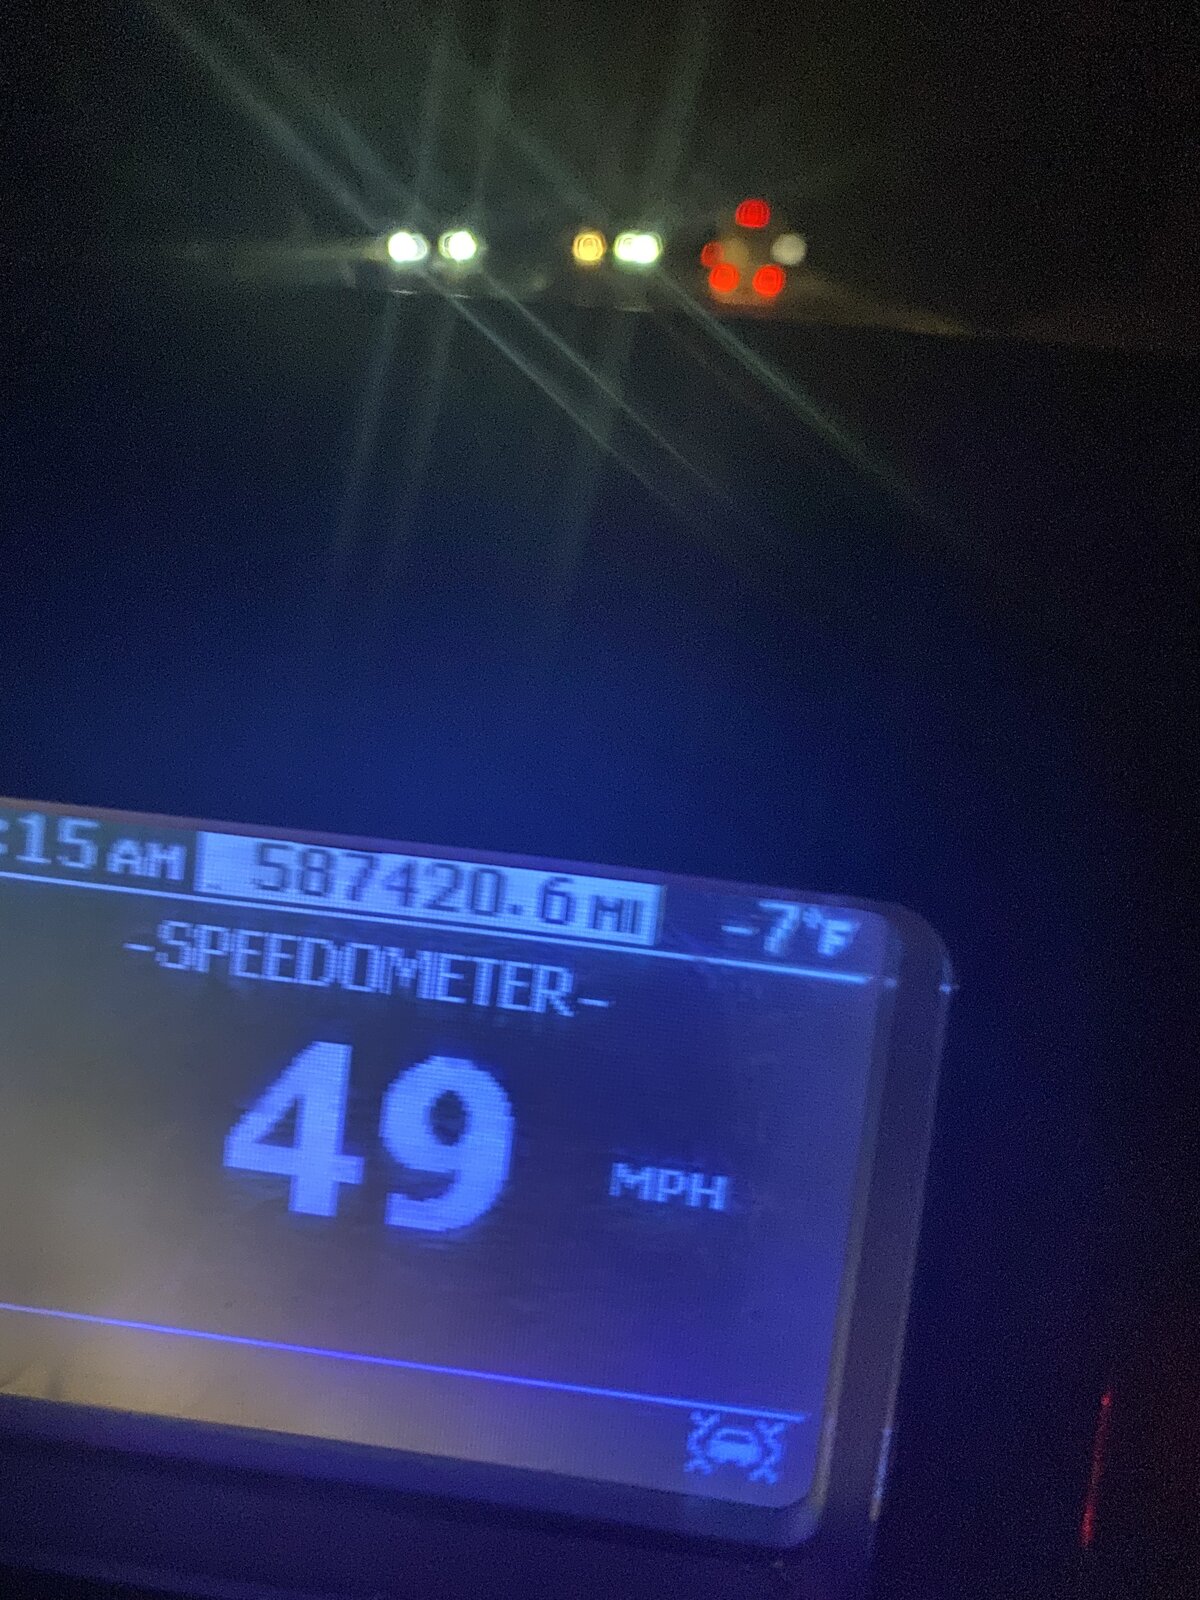 :15 AM 587420.6 MI -7°F
-SPEEDOMETER-
49 MPH